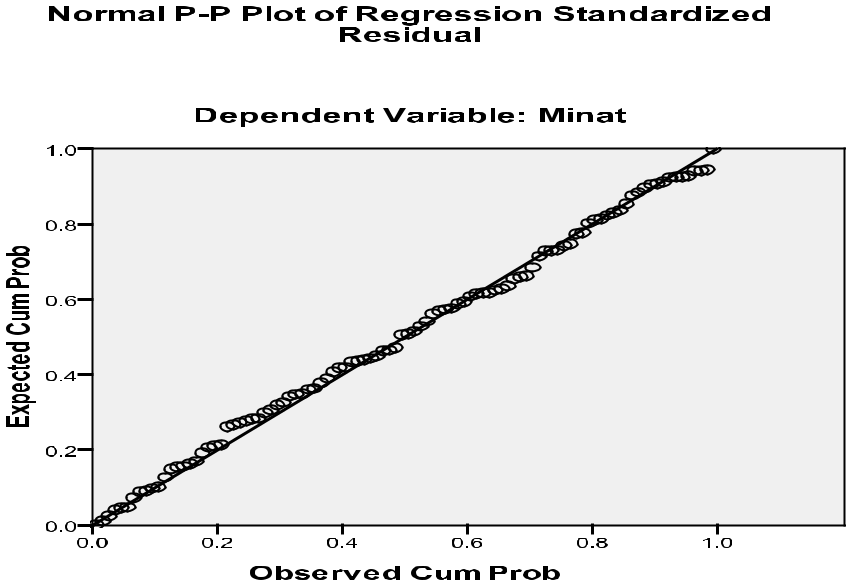 Normal P-P Plot of Regression Standardized
Residual
Dependent Variable: Minat
1.0
0.8
0.6
0.4
0.2
0.0
Expected Cum Prob
0.0 0.2 0.4 0.6 0.8 1.0
Observed Cum Prob